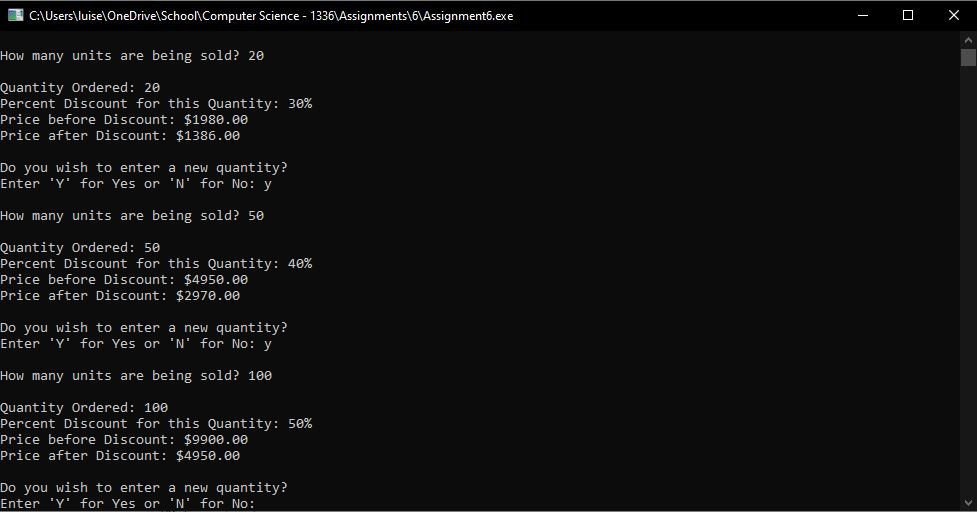 C:\Users\luise\OneDrive\School\Computer Science - 1336\Assignments\6\Assignment6.exe
How many units are being sold? 20
Quantity Ordered: 20
Percent Discount for this Quantity: 30%
Price before Discount: $1980.00
Price after Discount: $1386.00
Do you wish to enter a new quantity?
Enter 'Y' for Yes or 'N' for No: y
How many units are being sold? 50
Quantity Ordered: 50
Percent Discount for this Quantity: 40%
Price before Discount: $4950.00
Price after Discount: $2970.00
Do you wish to enter a new quantity?
Enter 'Y' for Yes or 'N' for No: y
How many units are being sold? 100
Quantity Ordered: 100
Percent Discount for this Quantity: 50%
Price before Discount: $9900.00
Price after Discount: $4950.00
Do you wish to enter a new quantity?
Enter 'Y' for Yes or 'N' for No: